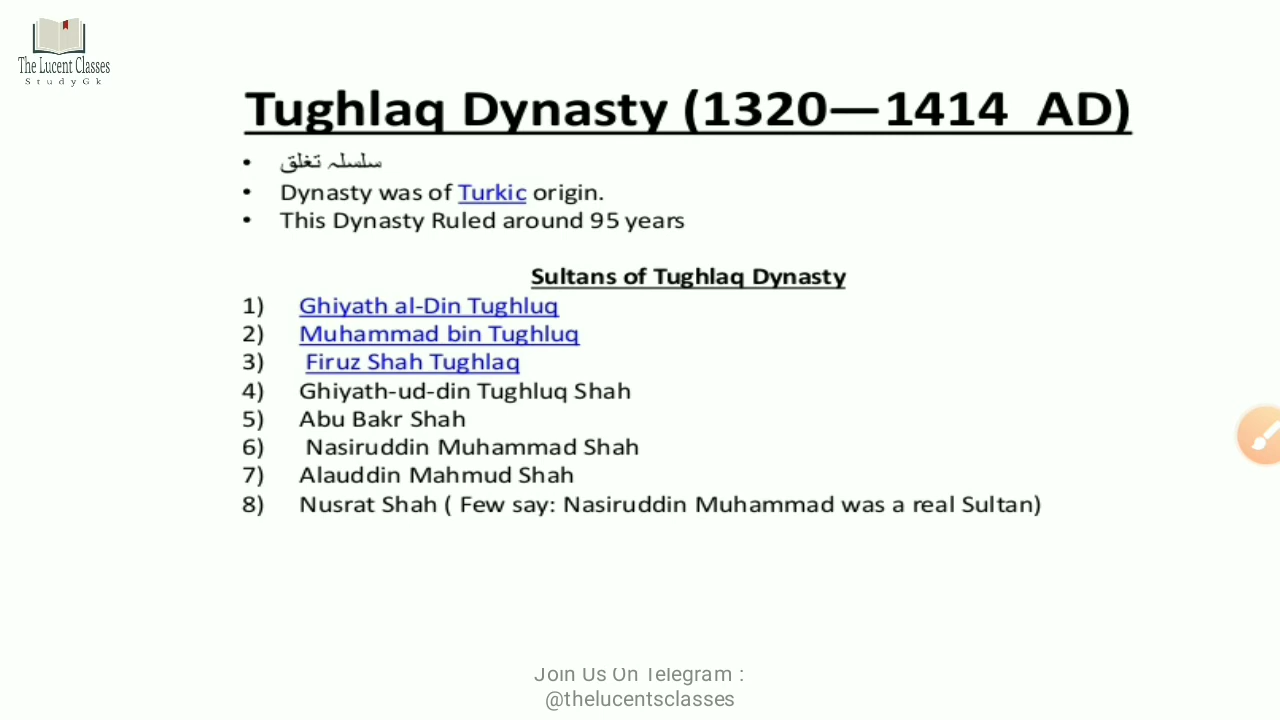 The Lucent Classes
StudyGk
Tughlaq Dynasty (1320—1414 AD)
• سلسلہ تغلق
• Dynasty was of Turkic origin.
• This Dynasty Ruled around 95 years
Sultans of Tughlaq Dynasty
1) Ghiyath al-Din Tughluq
2) Muhammad bin Tughluq
3) Firuz Shah Tughlaq
4) Ghiyath-ud-din Tughluq Shah
5) Abu Bakr Shah
6) Nasiruddin Muhammad Shah
7) Alauddin Mahmud Shah
8) Nusrat Shah ( Few say: Nasiruddin Muhammad was a real Sultan)
Join Us On Telegram :
@thelucentsclasses